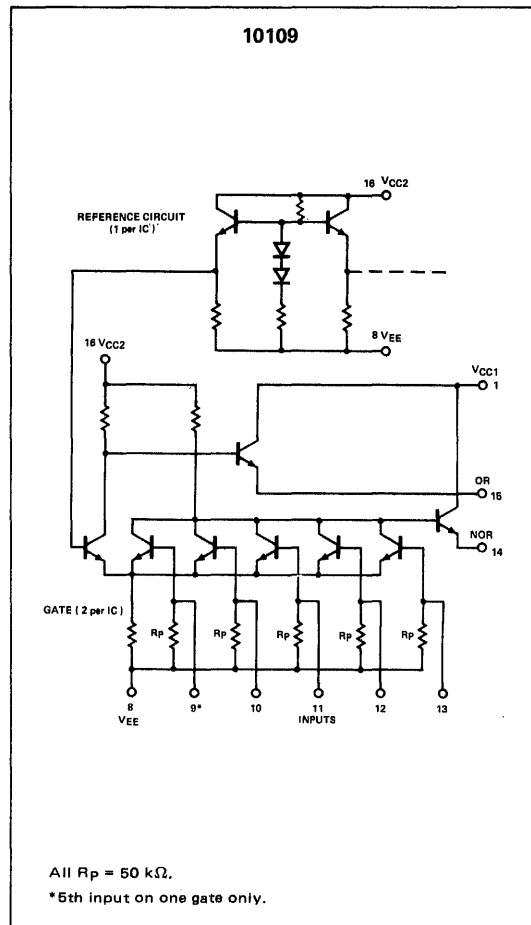 10109
16 VCC2
REFERENCE CIRCUIT
(1 per IC)
8 VEE
16 VCC2
VCC1
1
OR
15
NOR
14
GATE (2 per IC)
RP RP RP RP RP
8 9* 10 11 12 13
VEE INPUTS
All RP = 50 kΩ.
*5th input on one gate only.